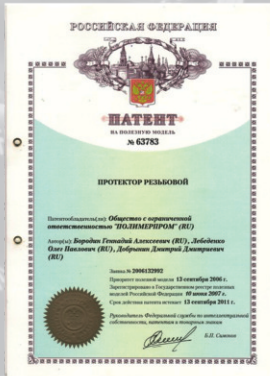 РОССИЙСКАЯ ФЕДЕРАЦИЯ
ПАТЕНТ
НА ПОЛЕЗНУЮ МОДЕЛЬ
№ 63783
ПРОТЕКТОР РЕЗЬБОВОЙ
Патентообладатель(ли): Общество с ограниченной
ответственностью "ПОЛИМЕРПРОМ" (RU)
Автор(ы): Бородин Геннадий Алексеевич (RU), Лебеденко
Олег Павлович (RU), Добрынин Дмитрий Дмитриевич
(RU)
Заявка № 2006132992
Приоритет полезной модели 13 сентября 2006 г.
Зарегистрировано в Государственном реестре полезных
моделей Российской Федерации 10 июня 2007 г.
Срок действия патента истекает 13 сентября 2011 г.
Руководитель Федеральной службы по интеллектуальной
собственности, патентам и товарным знакам
Б.П. Симонов